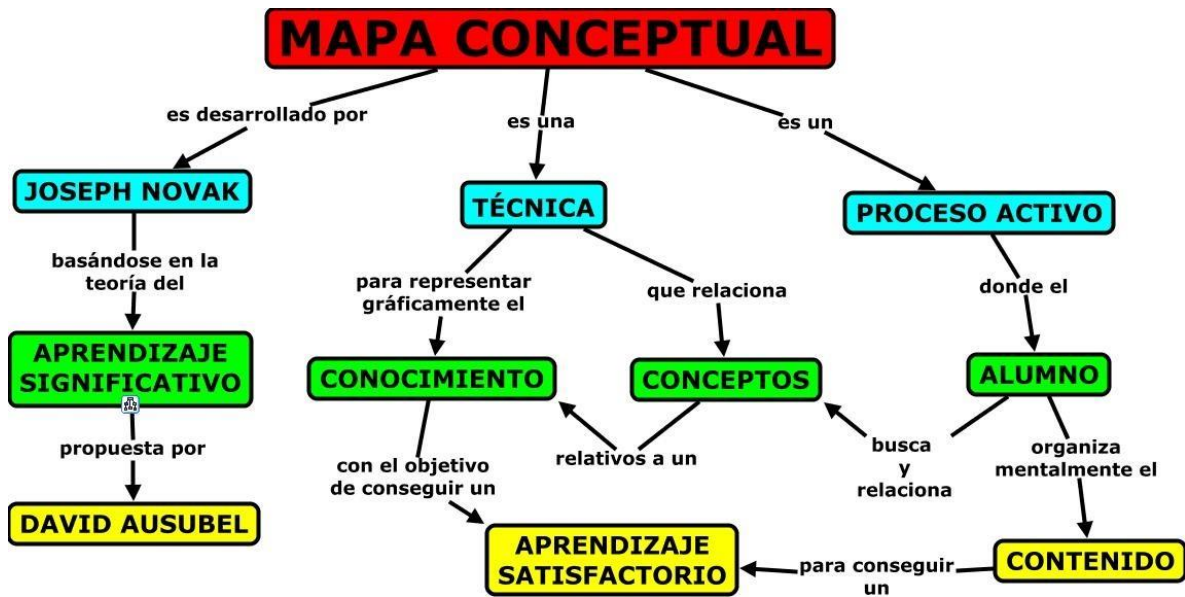 MAPA CONCEPTUAL
es desarrollado por
es una
es un
JOSEPH NOVAK
TÉCNICA
PROCESO ACTIVO
basándose en la
teoría del
para representar
gráficamente el
que relaciona
donde el
APRENDIZAJE
SIGNIFICATIVO
CONOCIMIENTO
CONCEPTOS
ALUMNO
propuesta por
con el objetivo
de conseguir un
relativos a un
busca
y
relaciona
organiza
mentalmente el
DAVID AUSUBEL
APRENDIZAJE
SATISFACTORIO
para conseguir
un
CONTENIDO